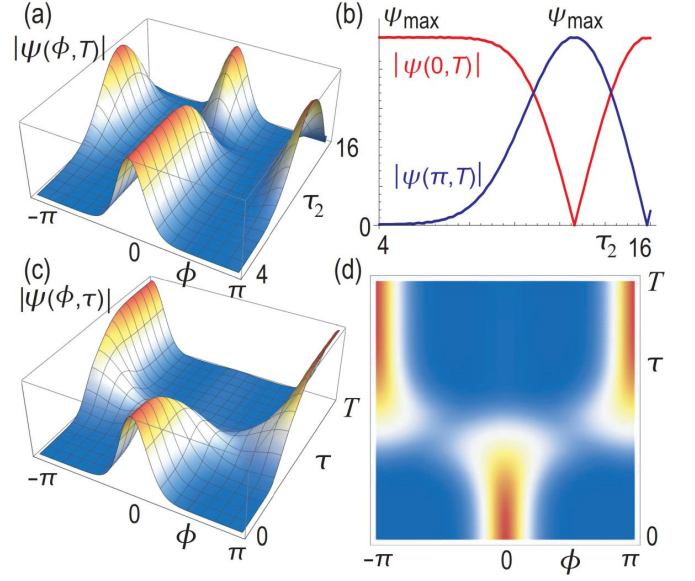 (a)
|ψ(ϕ,T)|
-π
0
ϕ
π
4
τ₂
16
(b)
ψmax
ψmax
|ψ(0,T)|
|ψ(π,T)|
0
4
τ₂
16
(c)
|ψ(ϕ,τ)|
-π
0
ϕ
π
0
τ
T
(d)
T
τ
0
-π
0
ϕ
π